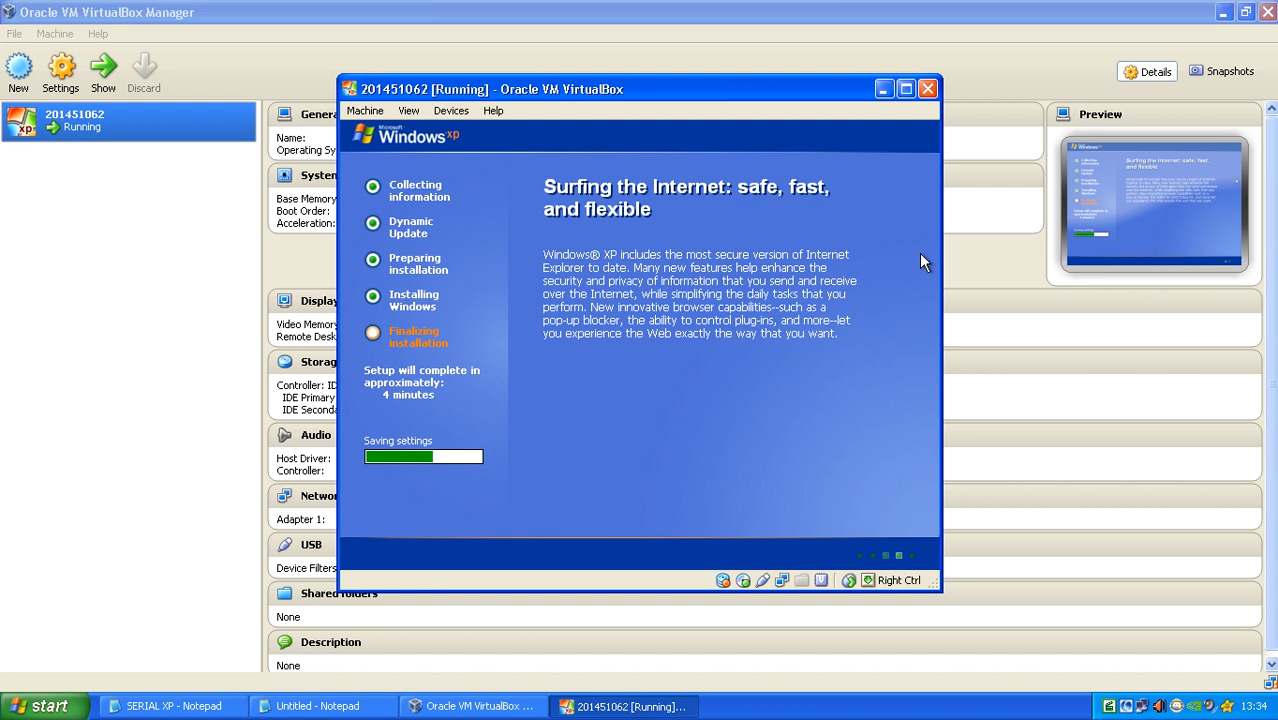 Oracle VM VirtualBox Manager
File Machine Help
New Settings Show Discard
Details Snapshots
201451062
Running
General
Name:
Operating Sy
System
Base Memory
Boot Order:
Acceleration:
Display
Video Memory
Remote Desk
Storag
Controller: ID
IDE Primary
IDE Seconda
Audio
Host Driver:
Controller:
Netwo
Adapter 1:
USB
Device Filters
Shared folders
None
Description
None
Preview
201451062 [Running] - Oracle VM VirtualBox
Machine View Devices Help
Microsoft
Windows xp
Collecting
information
Dynamic
Update
Preparing
installation
Installing
Windows
Finalizing
installation
Setup will complete in
approximately:
4 minutes
Saving settings
Surfing the Internet: safe, fast,
and flexible
Windows® XP includes the most secure version of Internet
Explorer to date. Many new features help enhance the
security and privacy of information that you send and receive
over the Internet, while simplifying the daily tasks that you
perform. New innovative browser capabilities--such as a
pop-up blocker, the ability to control plug-ins, and more--let
you experience the Web exactly the way that you want.
Right Ctrl
start
SERIAL XP - Notepad
Untitled - Notepad
Oracle VM VirtualBox ...
201451062 [Running]...
13:34